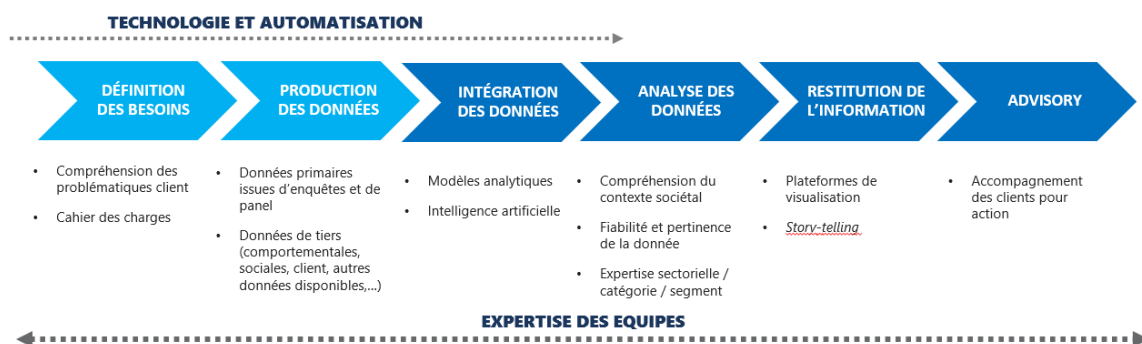 TECHNOLOGIE ET AUTOMATISATION
DÉFINITION
DES BESOINS
PRODUCTION
DES DONNÉES
INTÉGRATION
DES DONNÉES
ANALYSE DES
DONNÉES
RESTITUTION DE
L'INFORMATION
ADVISORY
• Compréhension des
problématiques client
• Cahier des charges
• Données primaires
issues d'enquêtes et de
panel
• Données de tiers
(comportementales,
sociales, client, autres
données disponibles,...)
• Modèles analytiques
• Intelligence artificielle
• Compréhension du
contexte sociétal
• Fiabilité et pertinence
de la donnée
• Expertise sectorielle /
catégorie / segment
• Plateformes de
visualisation
• Story-telling
• Accompagnement
des clients pour
action
EXPERTISE DES EQUIPES